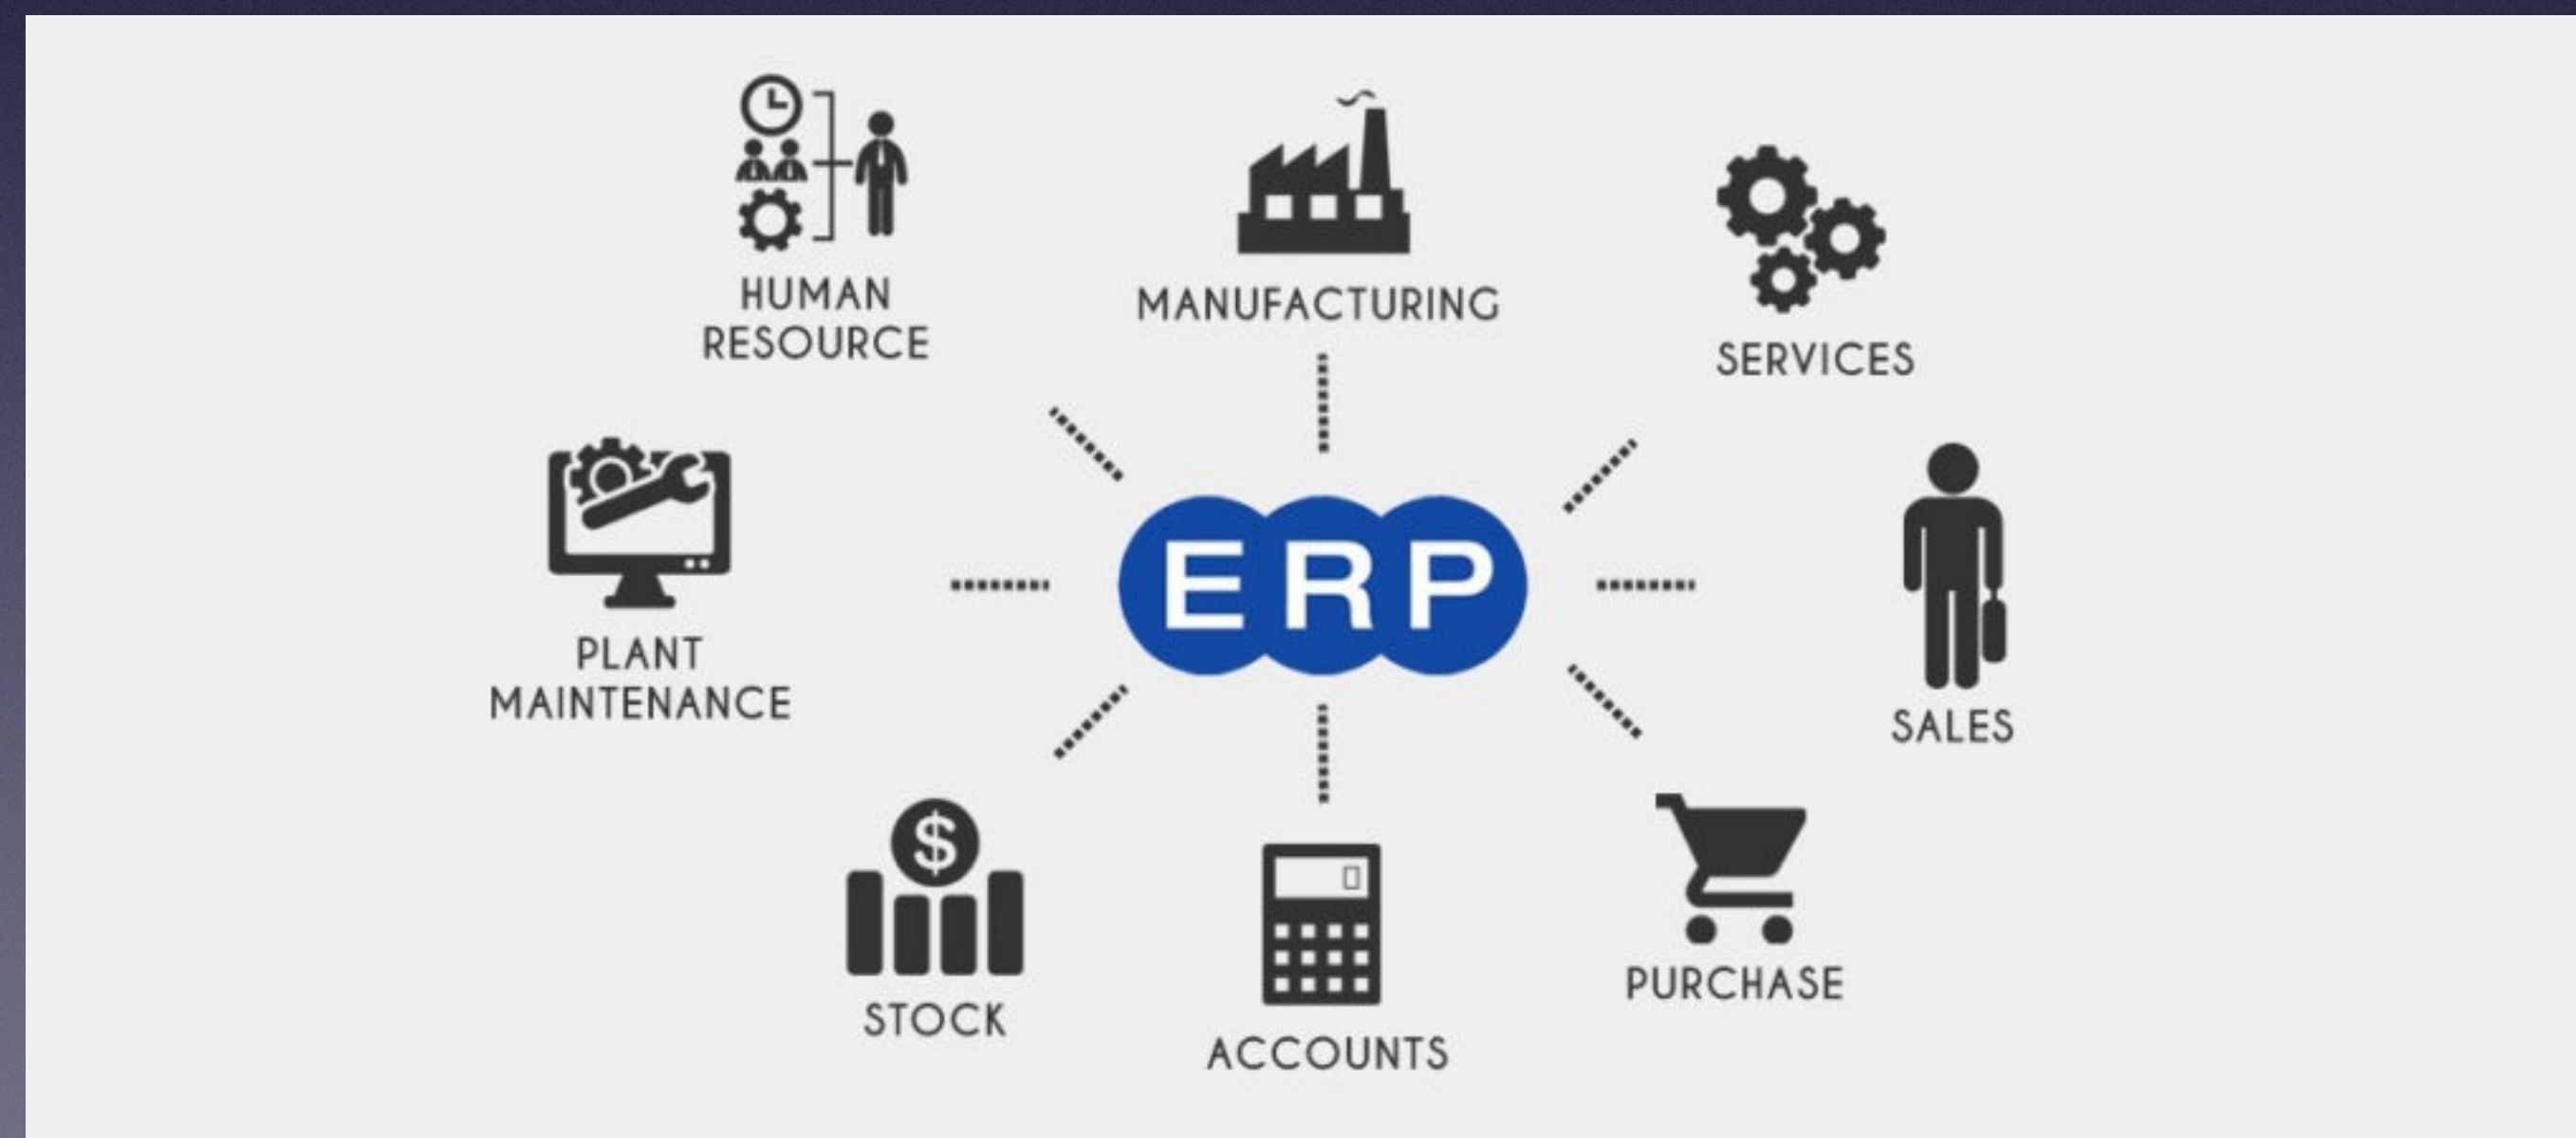 HUMAN
RESOURCE
MANUFACTURING
SERVICES
PLANT
MAINTENANCE
ERP
SALES
$
STOCK
ACCOUNTS
PURCHASE